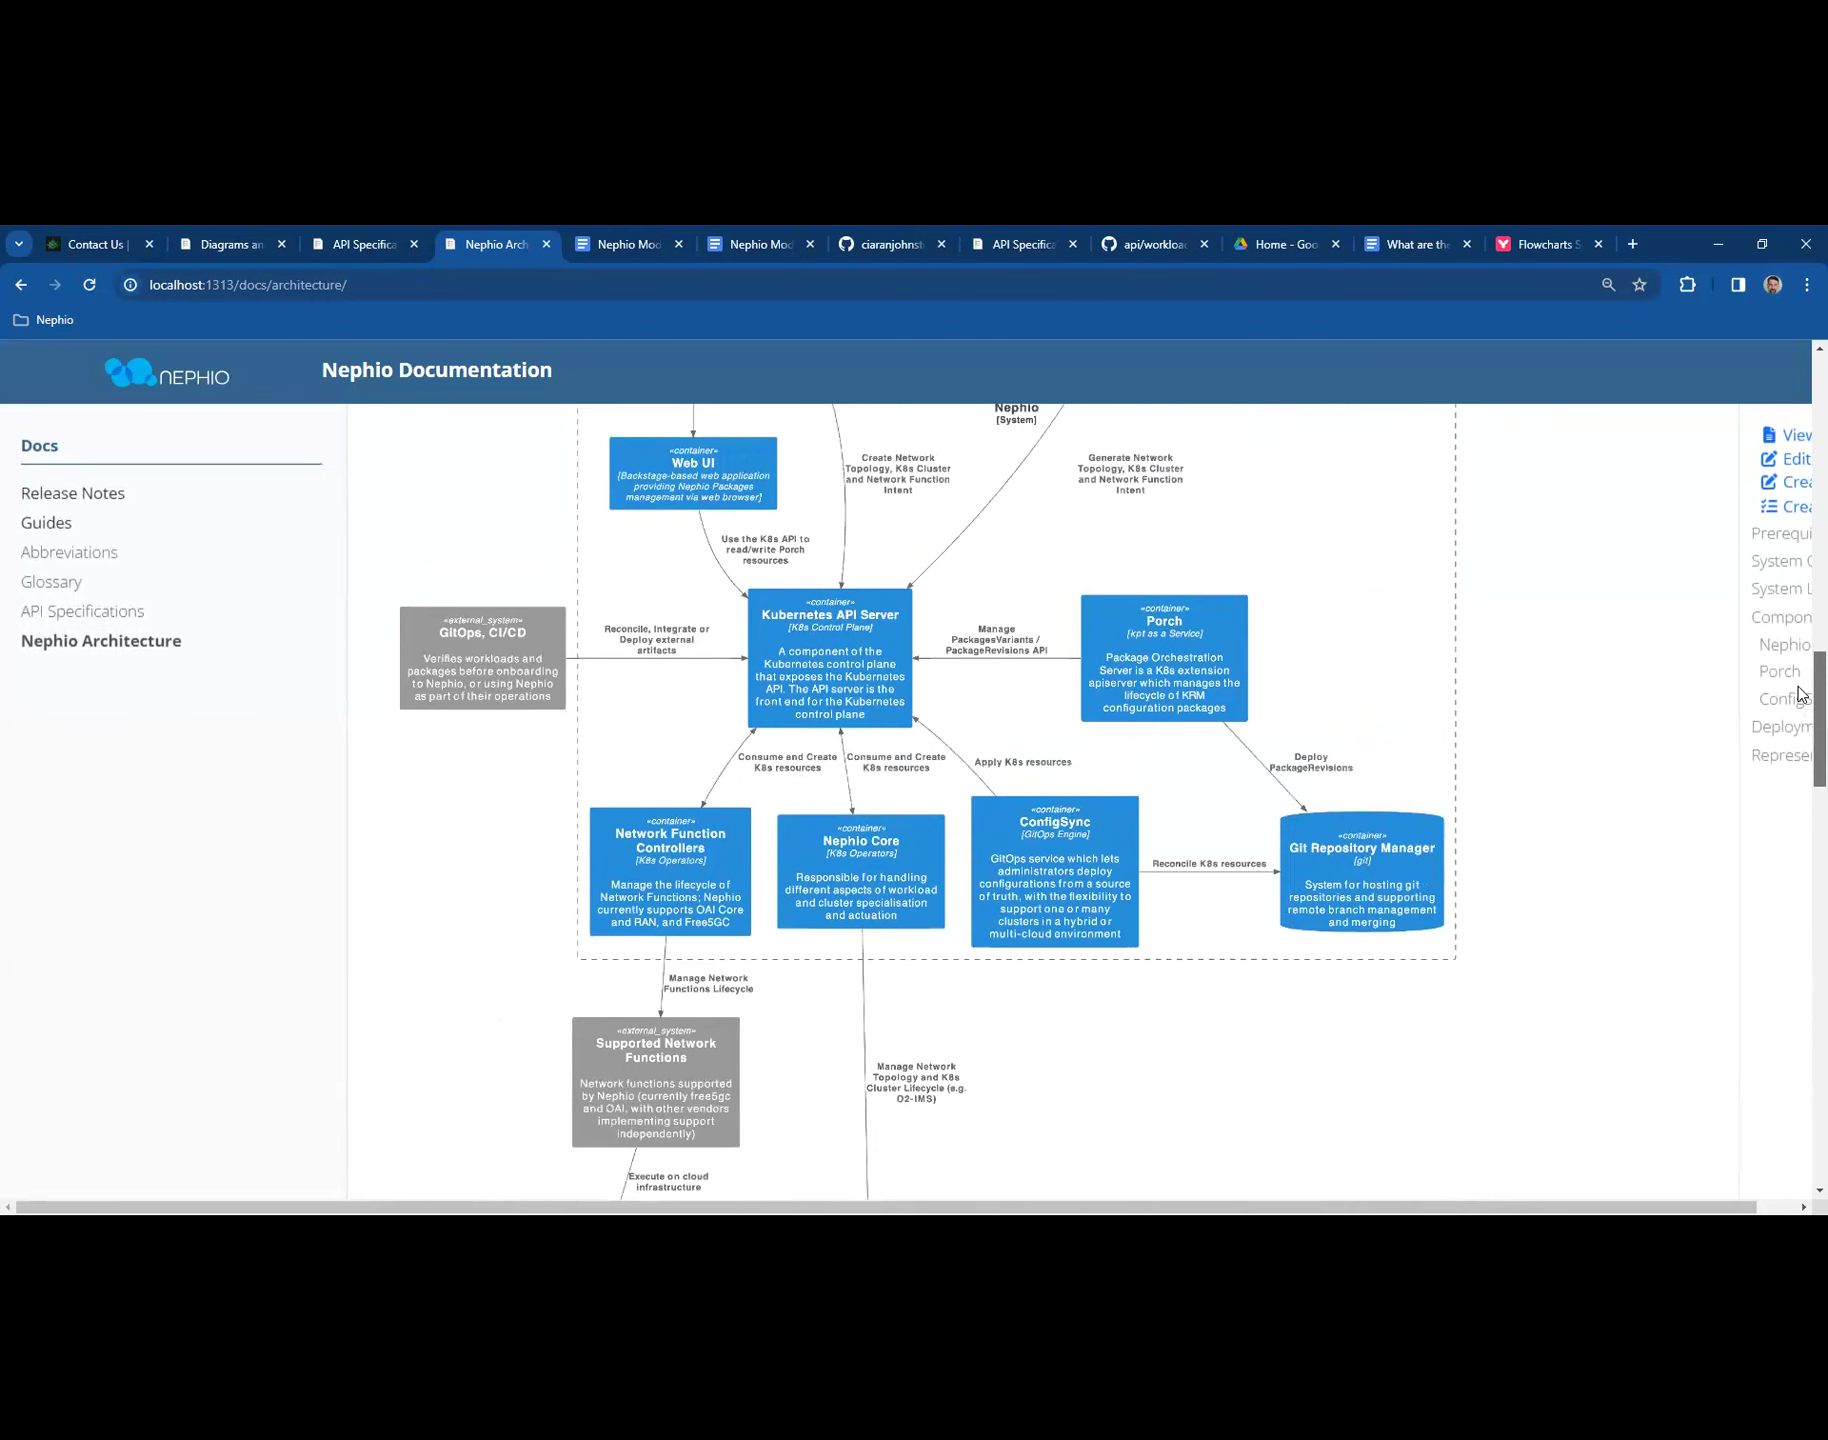 Contact Us |
Diagrams an
API Specifica
Nephio Arch
Nephio Mod
Nephio Mod
ciaranjohnst
API Specifica
api/workloa
Home - Goo
What are the
Flowcharts S
localhost:1313/docs/architecture/
Nephio
NEPHIO
Nephio Documentation
Docs
Release Notes
Guides
Abbreviations
Glossary
API Specifications
Nephio Architecture
Nephio
[System]
«container»
Web UI
[Backstage-based web application
providing Nephio Packages
management via web browser]
Create Network
Topology, K8s Cluster
and Network Function
Intent
Generate Network
Topology, K8s Cluster
and Network Function
Intent
Use the K8s API to
read/write Porch
resources
«external_system»
GitOps, CI/CD
Verifies workloads and
packages before onboarding
to Nephio, or using Nephio
as part of their operations
Reconcile, Integrate or
Deploy external
artifacts
«container»
Kubernetes API Server
[K8s Control Plane]
A component of the
Kubernetes control plane
that exposes the Kubernetes
API. The API server is the
front end for the Kubernetes
control plane
Manage
PackagesVariants /
PackageRevisions API
«container»
Porch
[kpt as a Service]
Package Orchestration
Server is a K8s extension
apiserver which manages the
lifecycle of KRM
configuration packages
Consume and Create
K8s resources
Consume and Create
K8s resources
Apply K8s resources
Deploy
PackageRevisions
«container»
Network Function
Controllers
[K8s Operators]
Manage the lifecycle of
Network Functions; Nephio
currently supports OAI Core
and RAN, and Free5GC
«container»
Nephio Core
[K8s Operators]
Responsible for handling
different aspects of workload
and cluster specialisation
and actuation
«container»
ConfigSync
[GitOps Engine]
GitOps service which lets
administrators deploy
configurations from a source
of truth, with the flexibility to
support one or many
clusters in a hybrid or
multi-cloud environment
Reconcile K8s resources
«container»
Git Repository Manager
[git]
System for hosting git
repositories and supporting
remote branch management
and merging
Manage Network
Functions Lifecycle
«external_system»
Supported Network
Functions
Network functions supported
by Nephio (currently free5gc
and OAI, with other vendors
implementing support
independently)
Manage Network
Topology and K8s
Cluster Lifecycle (e.g.
O2-IMS)
Execute on cloud
infrastructure
View
Edit
Crea
Crea
Prerequi
System
System L
Compon
Nephio
Porch
Config
Deploym
Represe